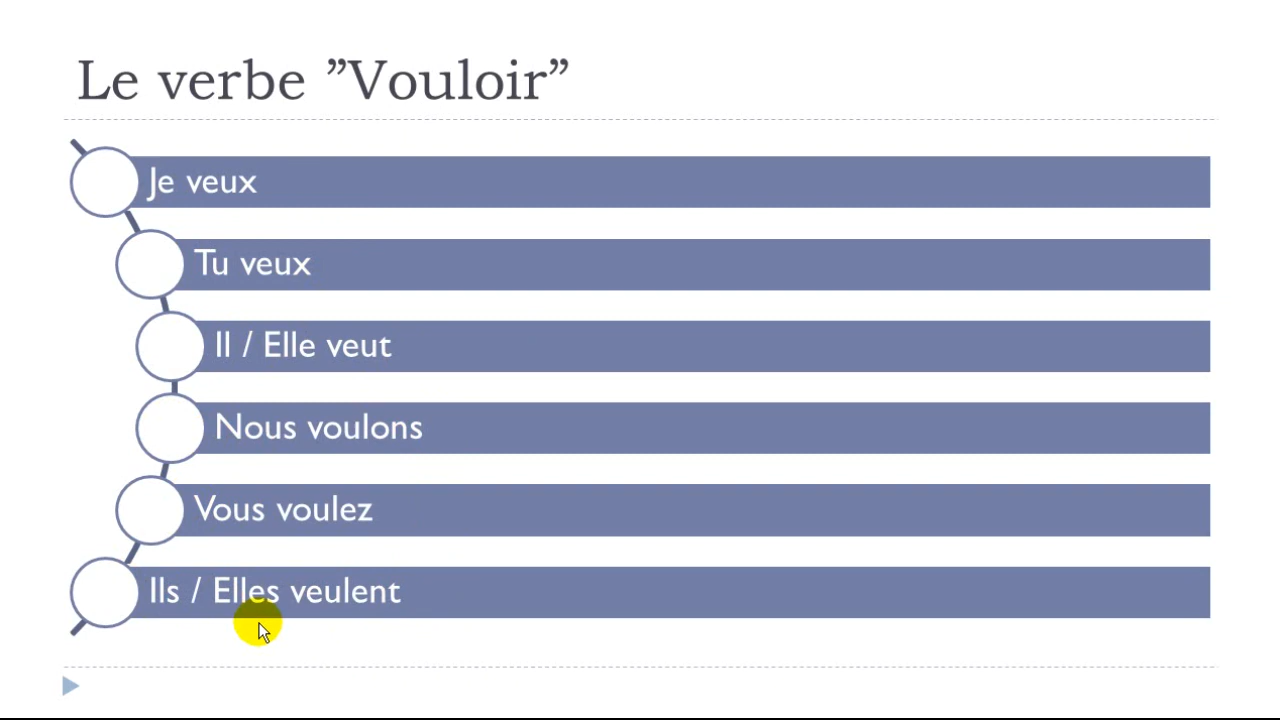 Le verbe ”Vouloir”
Je veux
Tu veux
Il / Elle veut
Nous voulons
Vous voulez
Ils / Elles veulent